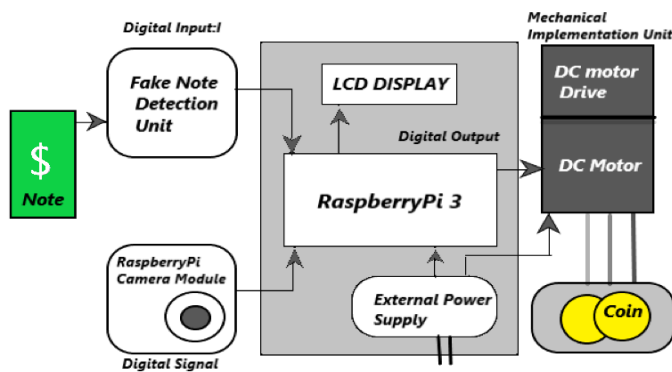 Digital Input:I
Fake Note
Detection
Unit
$
Note
RaspberryPi
Camera Module
Digital Signal
LCD DISPLAY
Digital Output
RaspberryPi 3
External Power
Supply
Mechanical
Implementation Unit
DC motor
Drive
DC Motor
Coin